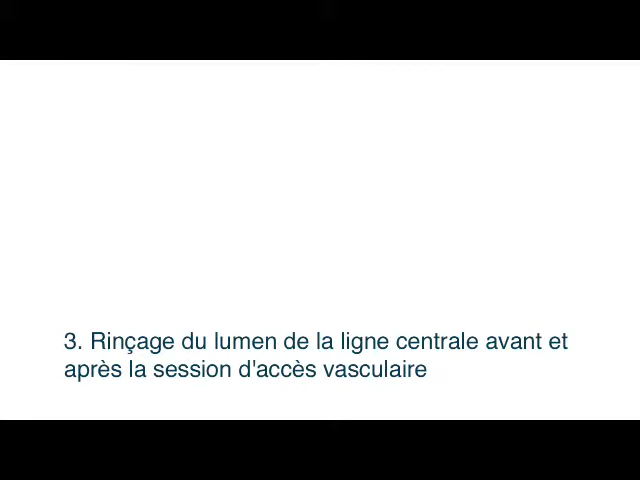 3. Rinçage du lumen de la ligne centrale avant et
après la session d'accès vasculaire